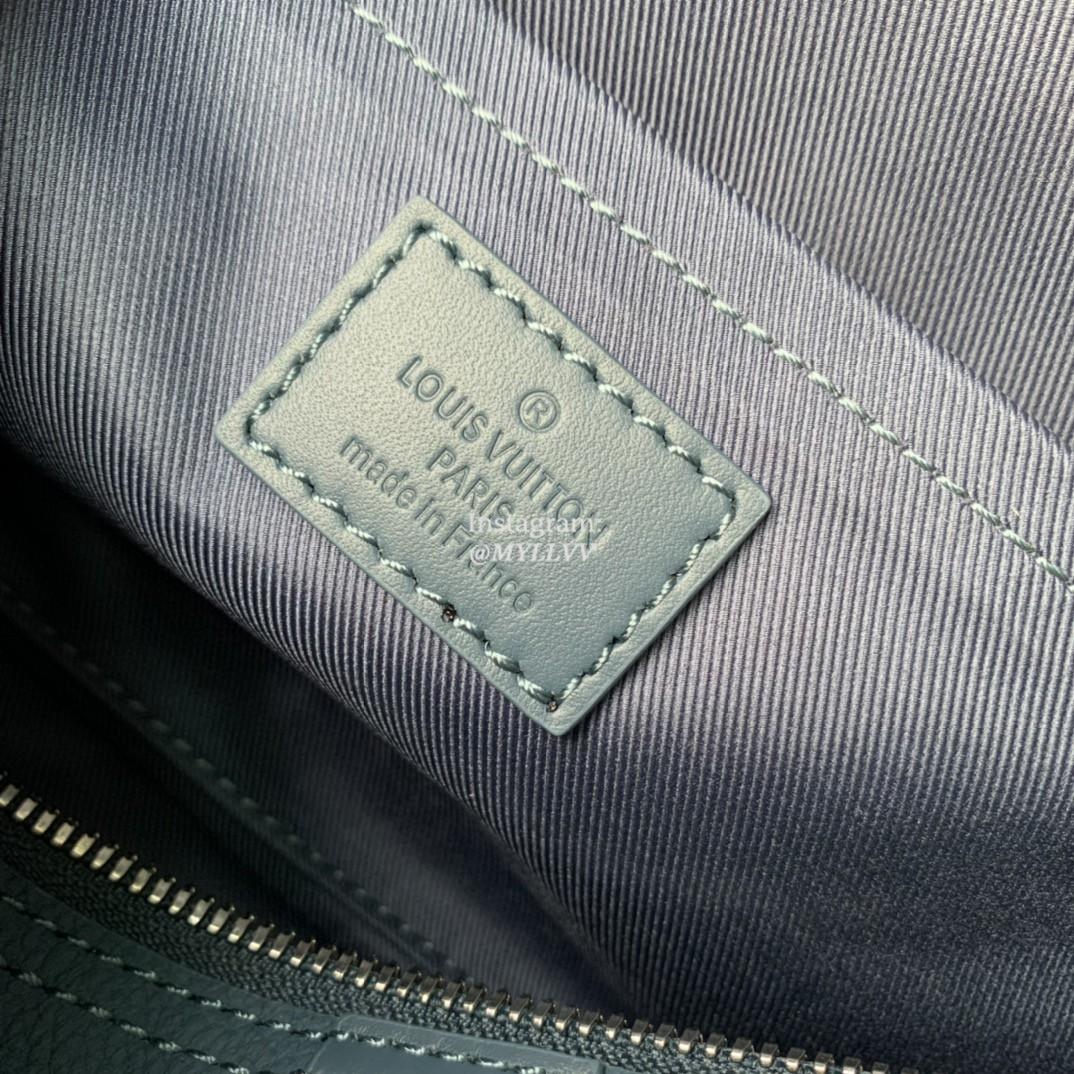 ®
LOUIS VUITTON
PARIS
made in France
Instagram:
@MYLLVV